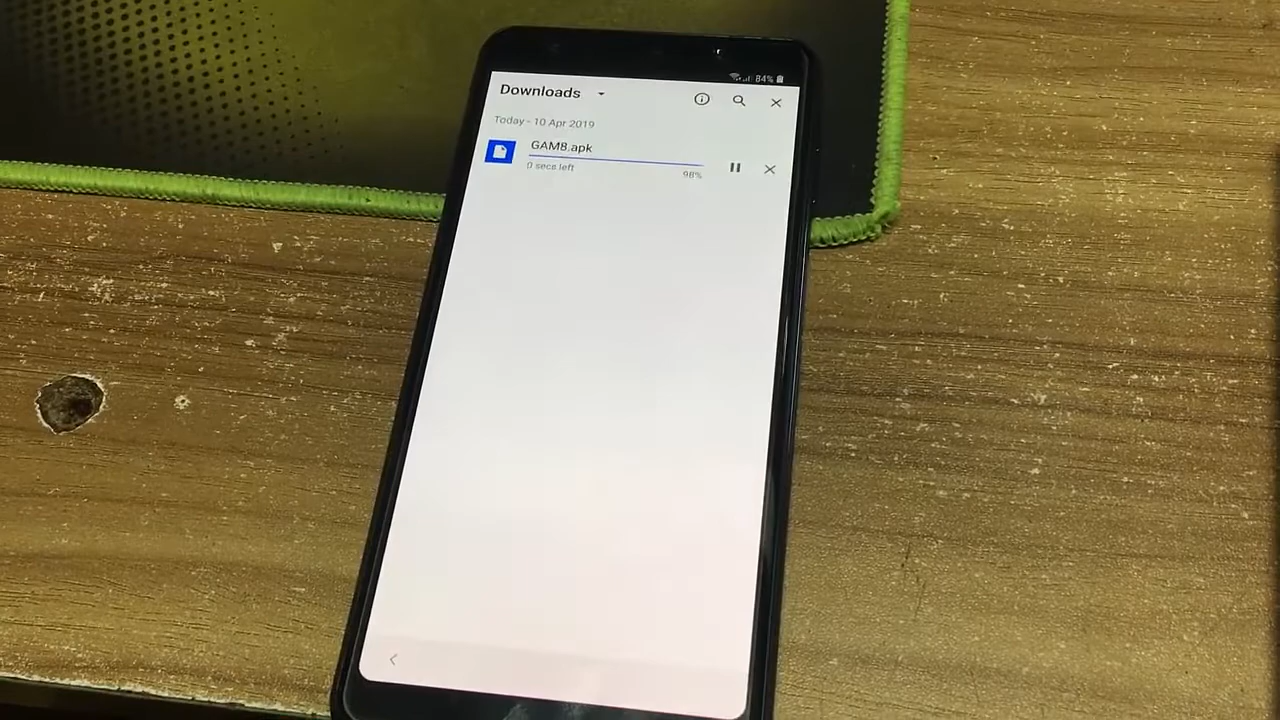 84%
Downloads
Today - 10 Apr 2019
GAM8.apk
0 secs left
98%